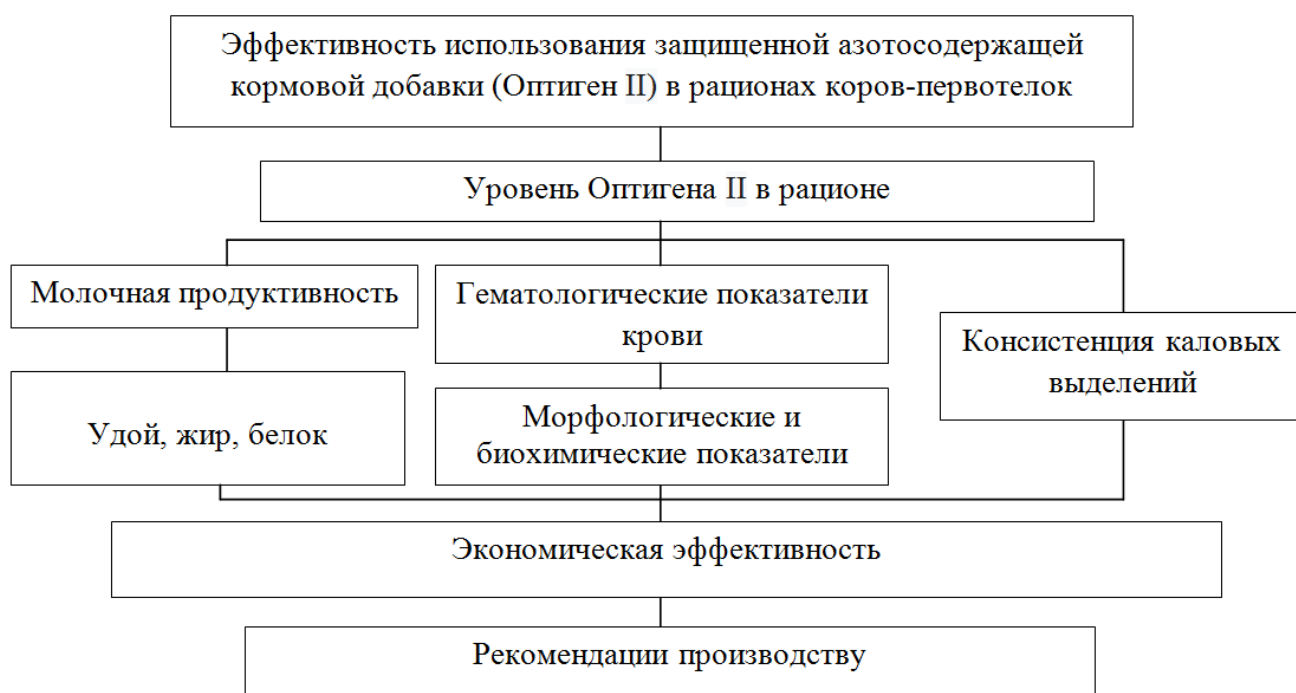 Эффективность использования защищенной азотосодержащей
кормовой добавки (Оптиген II) в рационах коров-первотелок
Уровень Оптигена II в рационе
Молочная продуктивность
Удой, жир, белок
Гематологические показатели
крови
Морфологические и
биохимические показатели
Консистенция каловых
выделений
Экономическая эффективность
Рекомендации производству